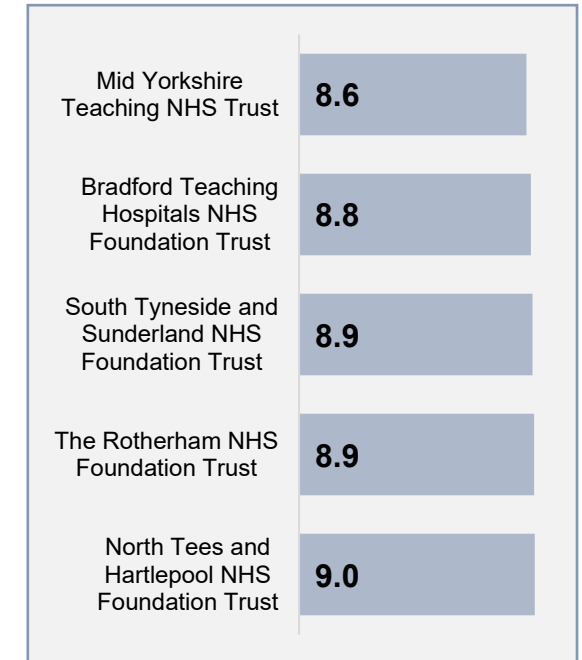 Mid Yorkshire
Teaching NHS Trust
8.6
Bradford Teaching
Hospitals NHS
Foundation Trust
8.8
South Tyneside and
Sunderland NHS
Foundation Trust
8.9
The Rotherham NHS
Foundation Trust
8.9
North Tees and
Hartlepool NHS
Foundation Trust
9.0